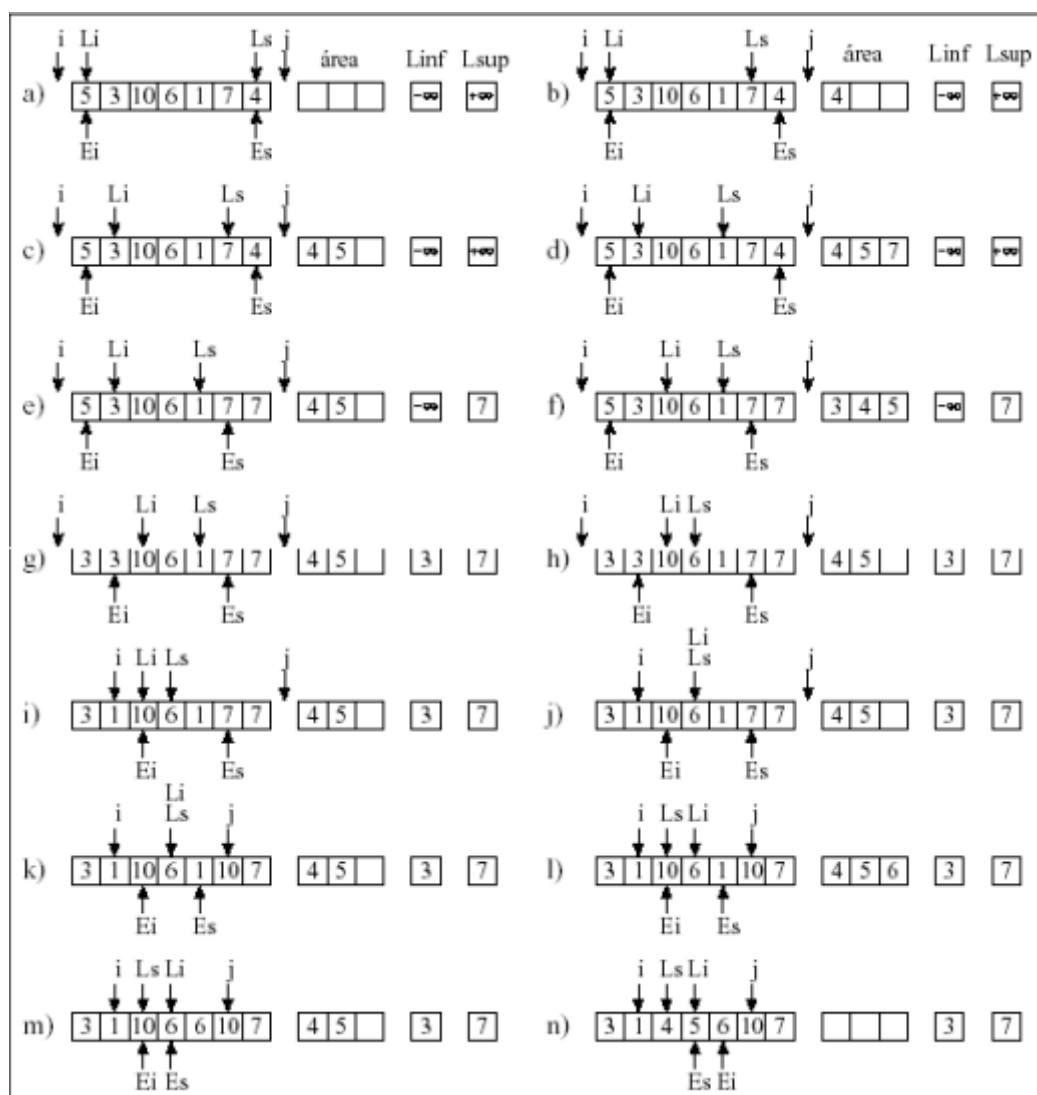 i Li Ls j área Linf Lsup
a) 5 3 10 6 1 7 4 -∞ +∞
Ei Es
i Li Ls j área Linf Lsup
b) 5 3 10 6 1 7 4 4 -∞ +∞
Ei Es
i Li Ls j
c) 5 3 10 6 1 7 4 4 5 -∞ +∞
Ei Es
i Li Ls j
d) 5 3 10 6 1 7 4 4 5 7 -∞ +∞
Ei Es
i Li Ls j
e) 5 3 10 6 1 7 7 4 5 -∞ 7
Ei Es
i Li Ls j
f) 5 3 10 6 1 7 7 3 4 5 -∞ 7
Ei Es
i Li Ls j
g) 3 3 10 6 1 7 7 4 5 3 7
Ei Es
i Li Ls j
h) 3 3 10 6 1 7 7 4 5 3 7
Ei Es
i Li Ls j
i) 3 1 10 6 1 7 7 4 5 3 7
Ei Es
Li
i Ls j
j) 3 1 10 6 1 7 7 4 5 3 7
Ei Es
Li
i Ls j
k) 3 1 10 6 1 10 7 4 5 3 7
Ei Es
i Ls Li j
l) 3 1 10 6 1 10 7 4 5 6 3 7
Ei Es
i Ls Li j
m) 3 1 10 6 6 10 7 4 5 3 7
Ei Es
i Ls Li j
n) 3 1 4 5 6 10 7 3 7
Es Ei